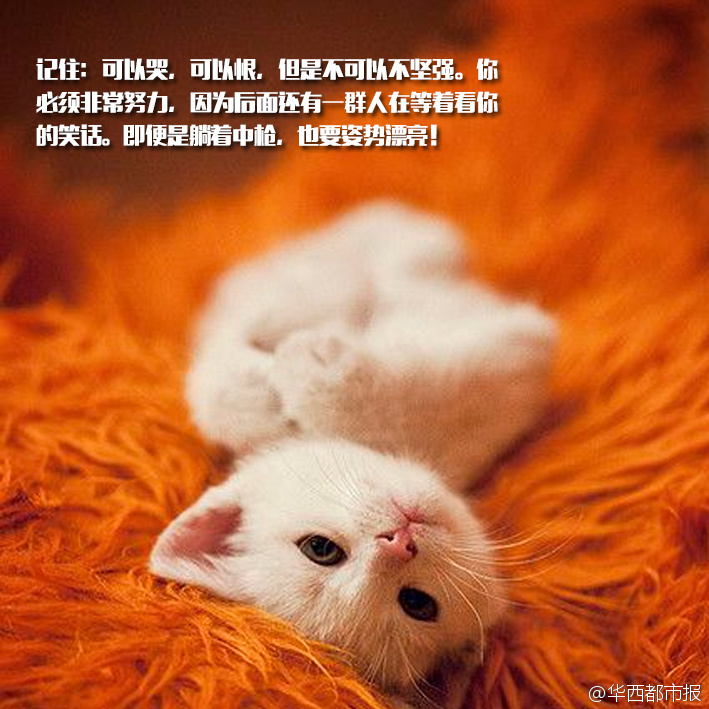 记住：可以哭，可以恨，但是不可以不坚强。你
必须非常努力，因为后面还有一群人在等着看你
的笑话。即便是躺着中枪，也要姿势漂亮！
@华西都市报